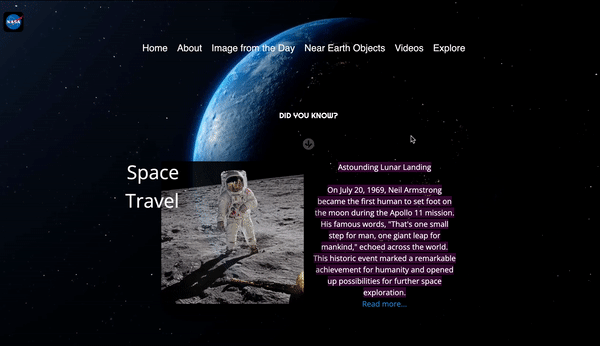 NASA
Home About Image from the Day Near Earth Objects Videos Explore
DID YOU KNOW?
Space
Travel
Astounding Lunar Landing
On July 20, 1969, Neil Armstrong
became the first human to set foot on
the moon during the Apollo 11 mission.
His famous words, "That's one small
step for man, one giant leap for
mankind," echoed across the world.
This historic event marked a remarkable
achievement for humanity and opened
up possibilities for further space
exploration.
Read more...